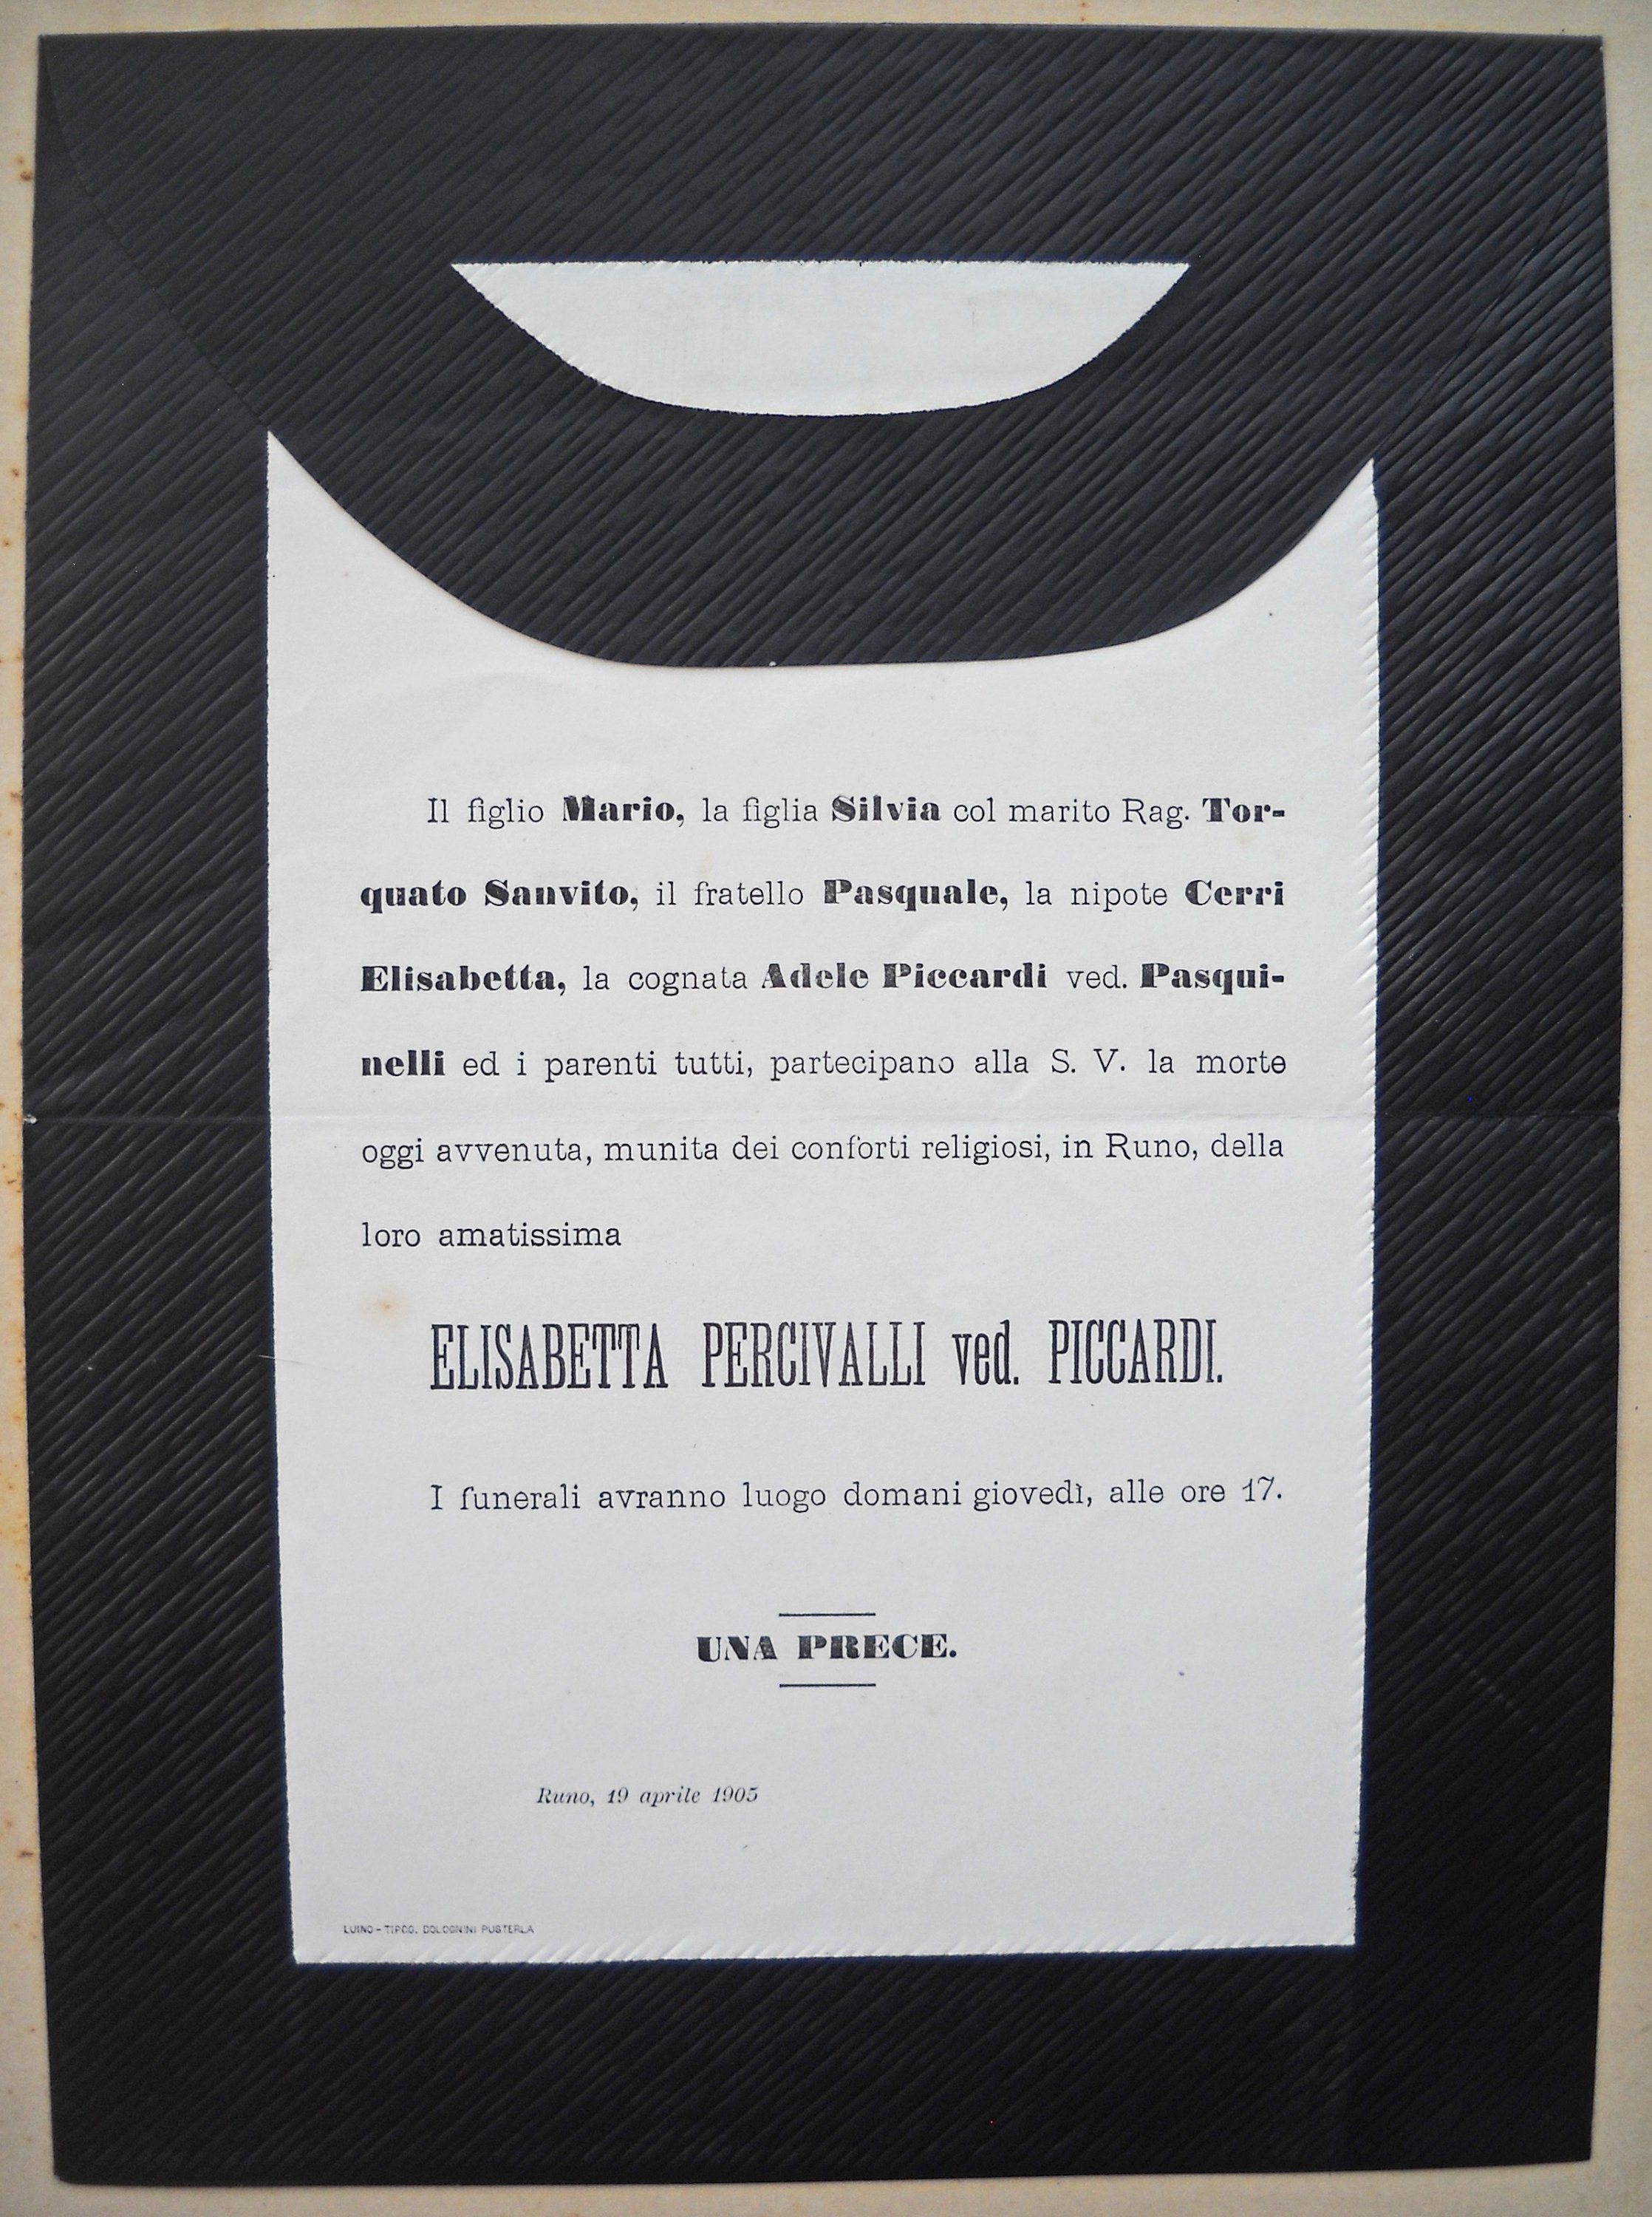 Il figlio Mario, la figlia Silvia col marito Rag. Tor-
quato Sanvito, il fratello Pasquale, la nipote Cerri
Elisabetta, la cognata Adele Piccardi ved. Pasqui-
nelli ed i parenti tutti, partecipano alla S. V. la morte
oggi avvenuta, munita dei conforti religiosi, in Runo, della
loro amatissima
ELISABETTA PERCIVALLI ved. PICCARDI.
I funerali avranno luogo domani giovedì, alle ore 17.
UNA PRECE.
Runo, 19 aprile 1905
LUINO - TIPOG. DOLOGNINI PUSTERLA